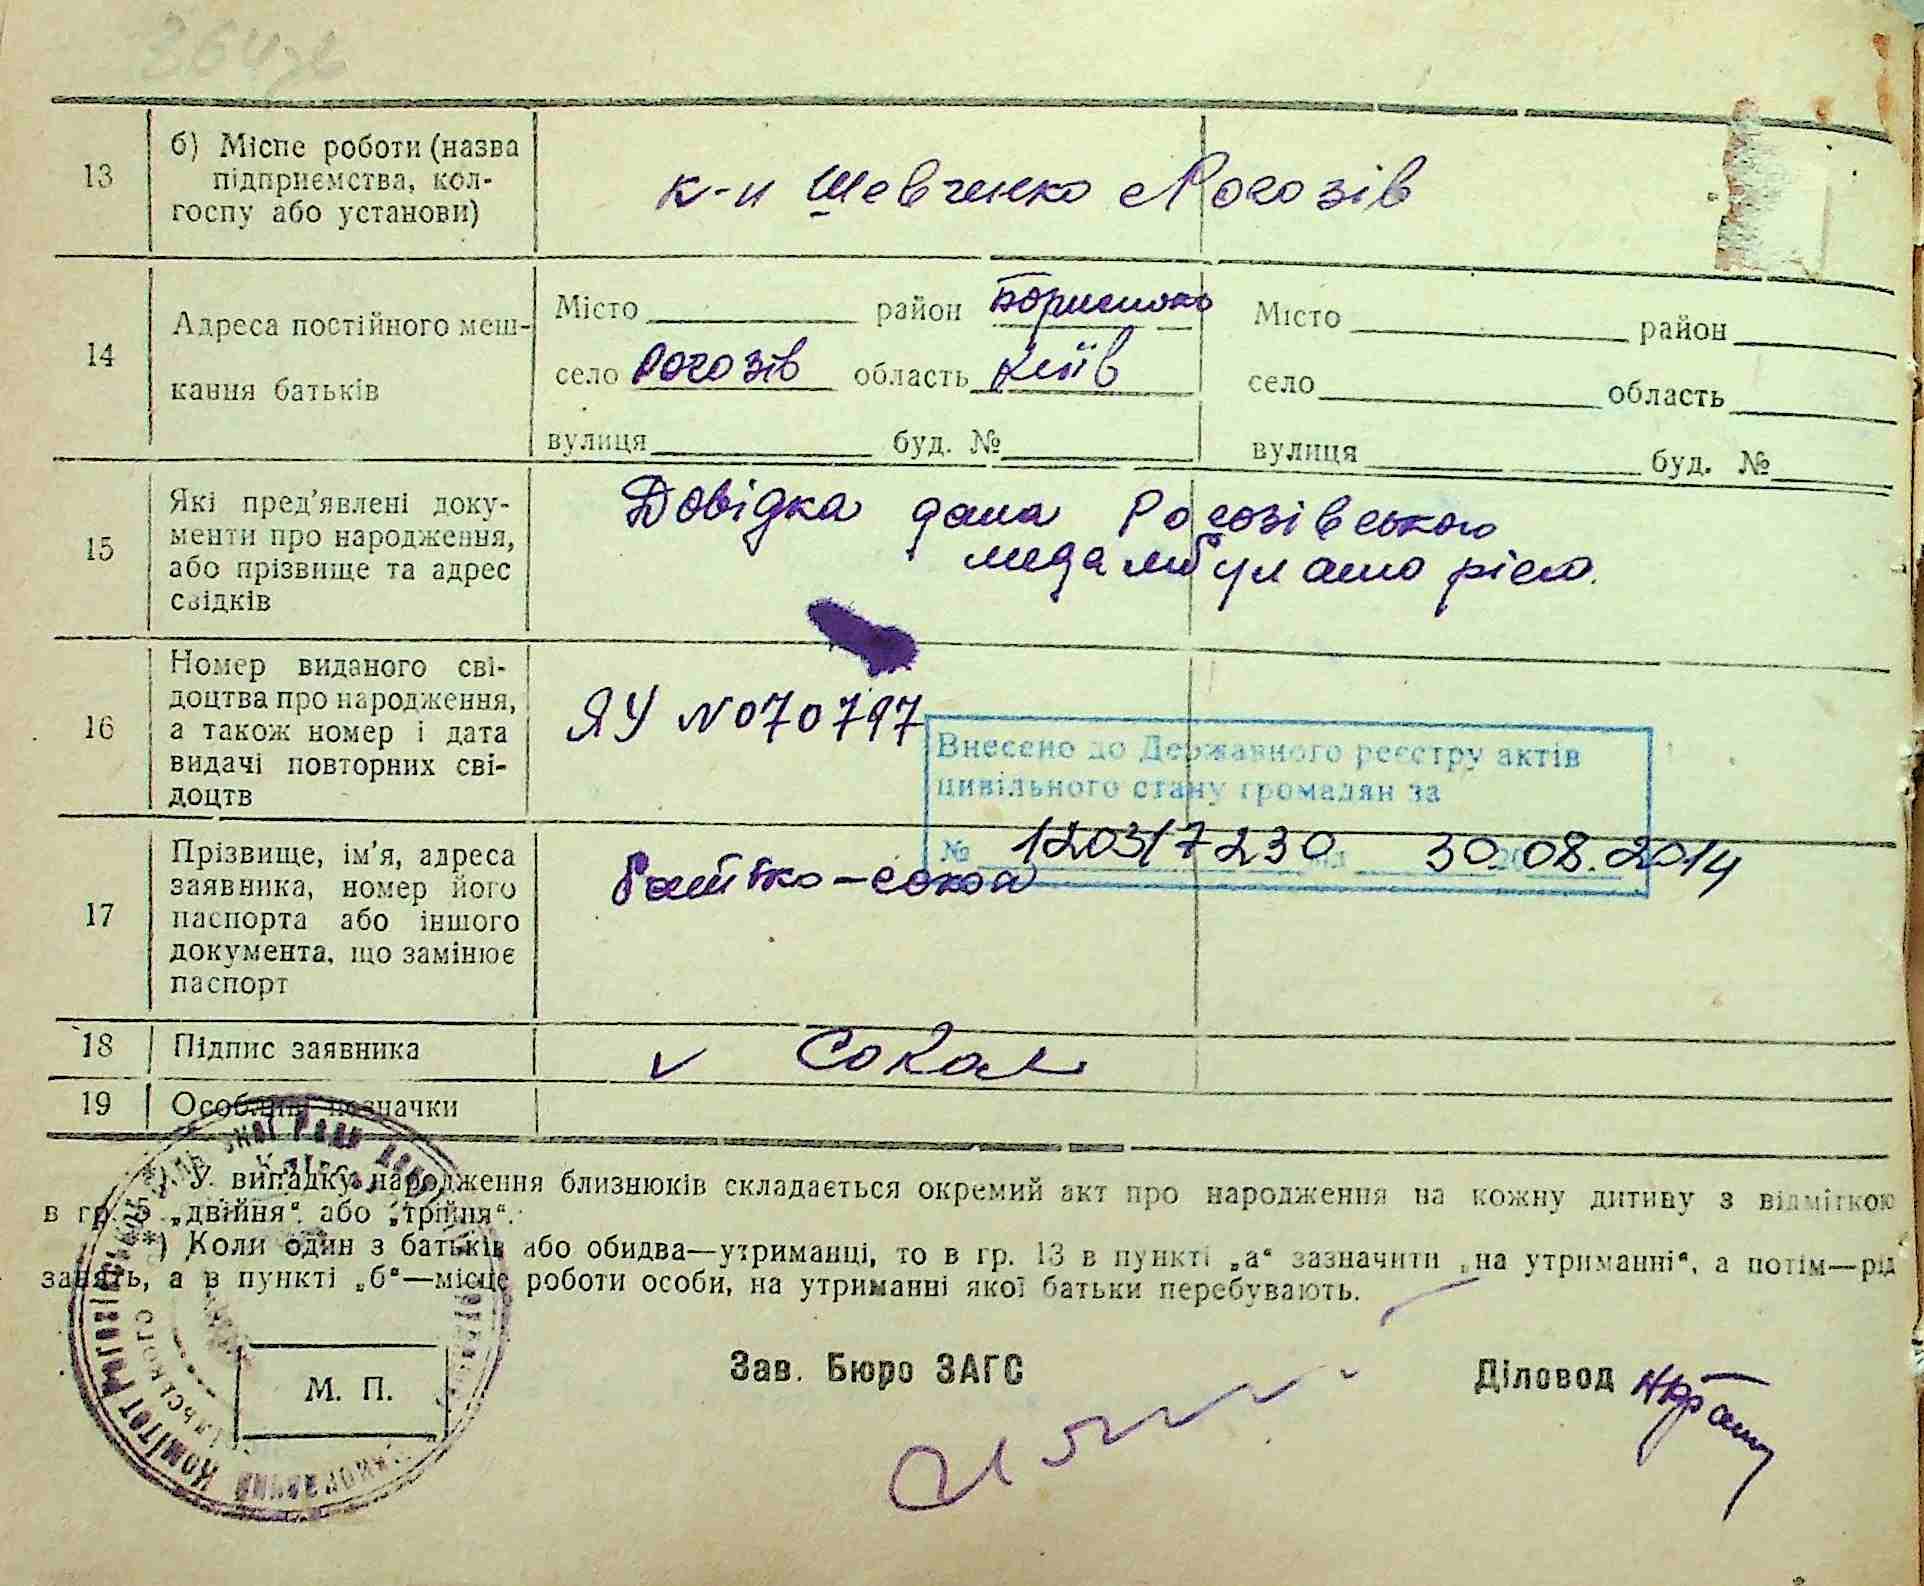 13
б) Місце роботи (назва
підприємства, кол-
госпу або установи)
к-п Шевченко Рогозів
14
Адреса постійного меш-
кання батьків
Місто район
село Рогозів область Київ
вулиця буд. №
Місто район
село область
вулиця буд. №
15
Які пред'явлені доку-
менти про народження,
або прізвище та адрес
свідків
Довідка дана Рогозівською
медамбулаторією.
16
Номер виданого сві-
доцтва про народження,
а також номер і дата
видачі повторних сві-
доцтв
ЯУ №070797
Внесено до Державного реєстру актів
цивільного стану громадян за
№ 120317230 30.08.2014
17
Прізвище, ім'я, адреса
заявника, номер його
паспорта або іншого
документа, що замінює
паспорт
батько-
18
Підпис заявника
v Сокал
19
Особливі позначки
*) У випадку народження близнюків складається окремий акт про народження на кожну дитину з відміткою
в гр. 5 „двійня“ або „трійня“.
*) Коли один з батьків або обидва—утриманці, то в гр. 13 в пункті „а“ зазначити „на утриманні“, а потім—рід
занять, а в пункті „б“—місце роботи особи, на утриманні якої батьки перебувають.
Зав. Бюро ЗАГС
Діловод
М. П.